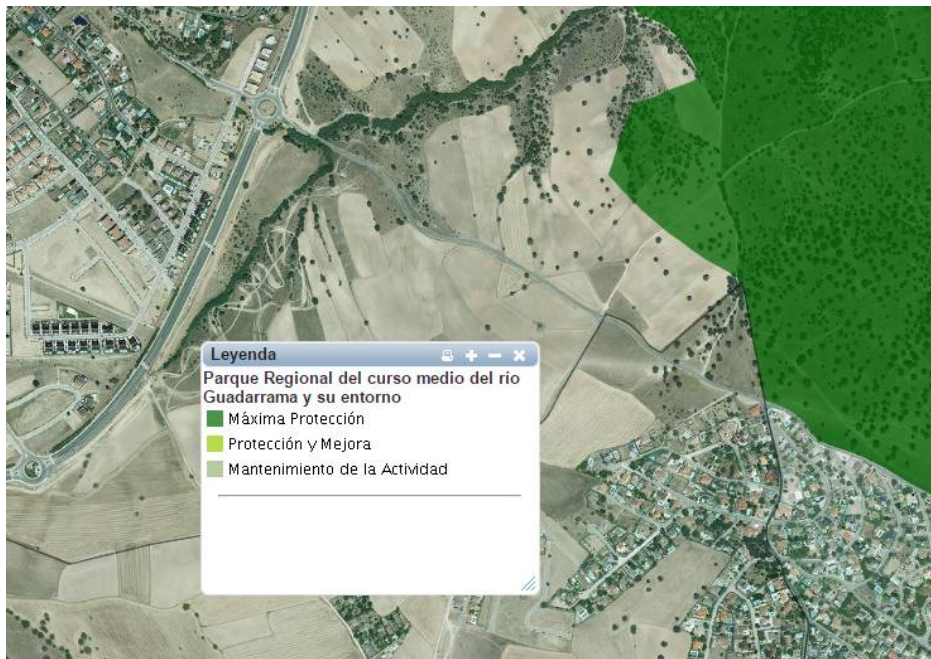 Leyenda
Parque Regional del curso medio del río
Guadarrama y su entorno
Máxima Protección
Protección y Mejora
Mantenimiento de la Actividad